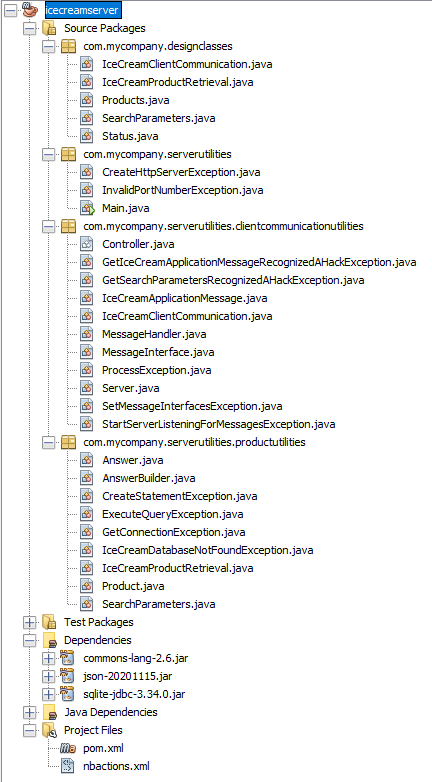 icecreamserver
Source Packages
com.mycompany.designclasses
IceCreamClientCommunication.java
IceCreamProductRetrieval.java
Products.java
SearchParameters.java
Status.java
com.mycompany.serverutilities
CreateHttpServerException.java
InvalidPortNumberException.java
Main.java
com.mycompany.serverutilities.clientcommunicationutilities
Controller.java
GetIceCreamApplicationMessageRecognizedAHackException.java
GetSearchParametersRecognizedAHackException.java
IceCreamApplicationMessage.java
IceCreamClientCommunication.java
MessageHandler.java
MessageInterface.java
ProcessException.java
Server.java
SetMessageInterfacesException.java
StartServerListeningForMessagesException.java
com.mycompany.serverutilities.productutilities
Answer.java
AnswerBuilder.java
CreateStatementException.java
ExecuteQueryException.java
GetConnectionException.java
IceCreamDatabaseNotFoundException.java
IceCreamProductRetrieval.java
Product.java
SearchParameters.java
Test Packages
Dependencies
commons-lang-2.6.jar
json-20201115.jar
sqlite-jdbc-3.34.0.jar
Java Dependencies
Project Files
pom.xml
nbactions.xml